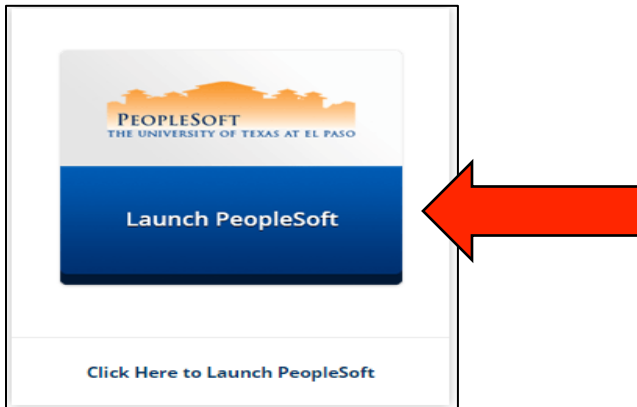 PEOPLESOFT
THE UNIVERSITY OF TEXAS AT EL PASO
Launch PeopleSoft
Click Here to Launch PeopleSoft